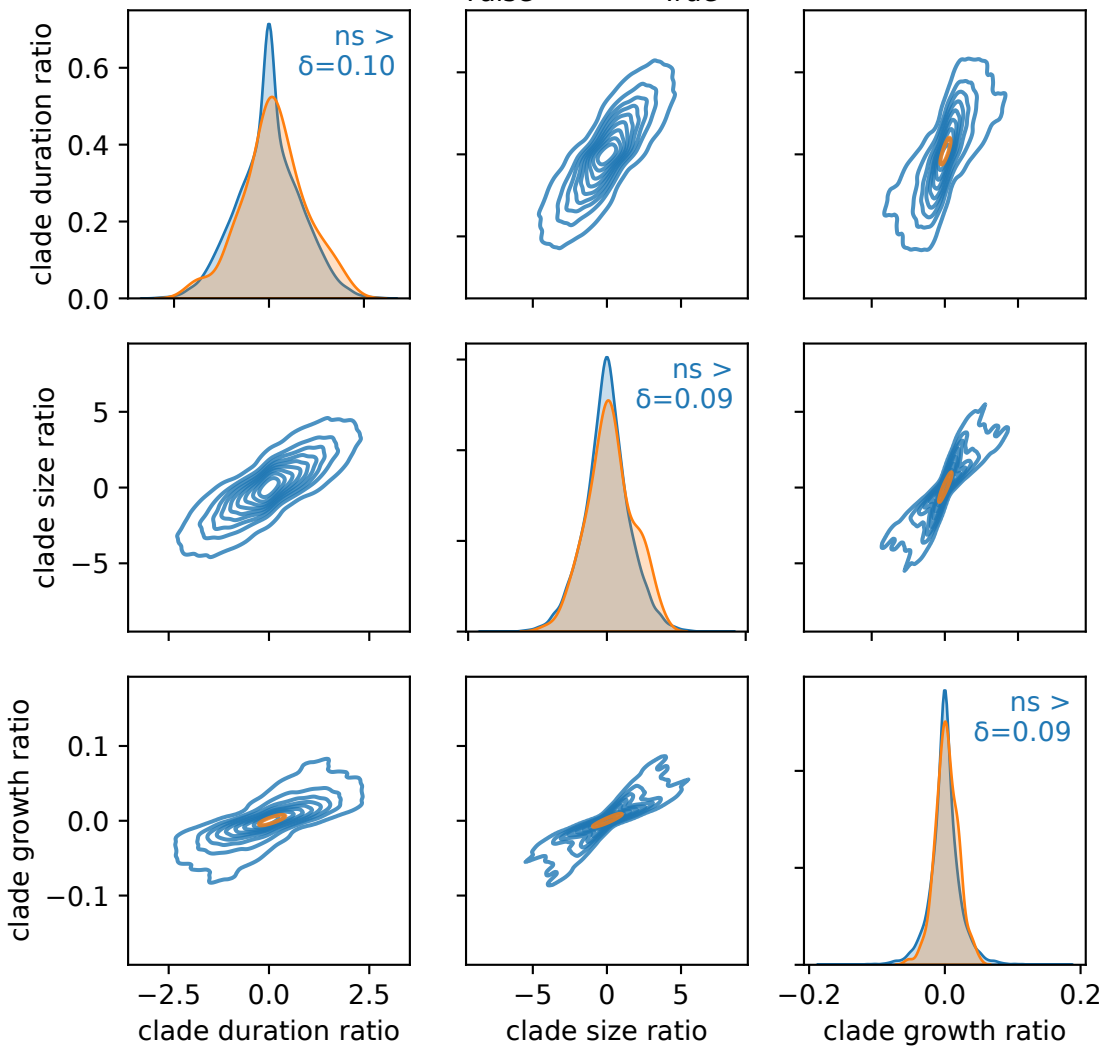 clade duration ratio
0.6
0.4
0.2
0.0
ns >
δ=0.10
clade size ratio
5
0
−5
ns >
δ=0.09
clade growth ratio
0.1
0.0
−0.1
ns >
δ=0.09
−2.5 0.0 2.5
−5 0 5
−0.2 0.0 0.2
clade duration ratio
clade size ratio
clade growth ratio